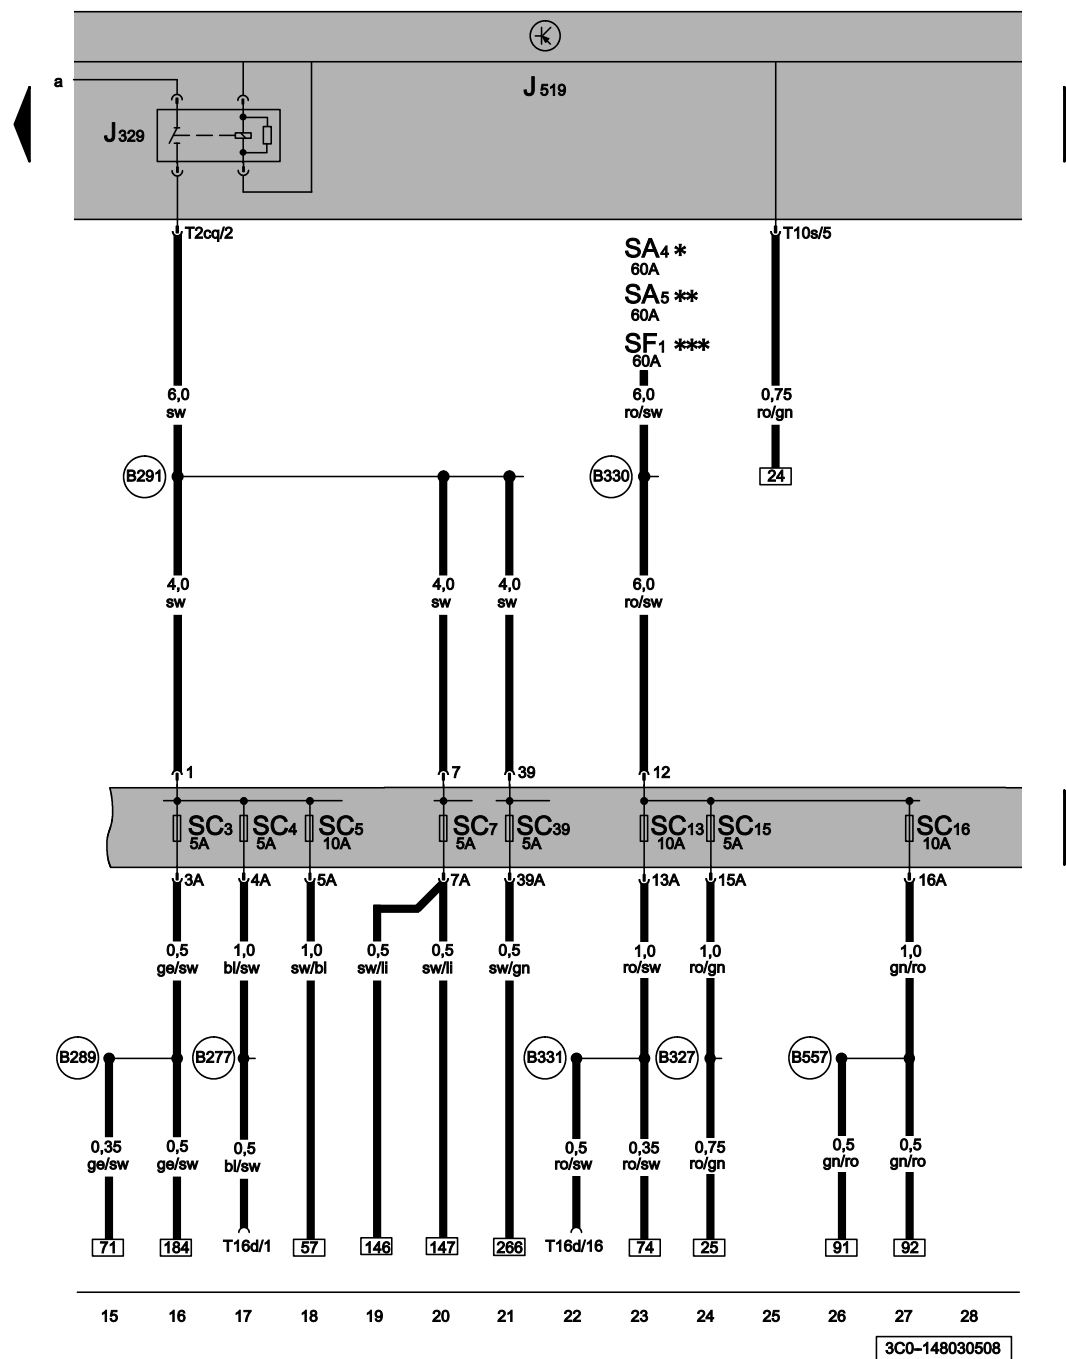 a
J519
J329
T2cq/2
T10s/5
SA4 *
60A
SA5 **
60A
SF1 ***
60A
6,0
sw
6,0
ro/sw
0,75
ro/gn
B291
B330
24
4,0
sw
4,0
sw
4,0
sw
6,0
ro/sw
1
7
39
12
SC3
5A
SC4
5A
SC5
10A
SC7
5A
SC39
5A
SC13
10A
SC15
5A
SC16
10A
3A
4A
5A
7A
39A
13A
15A
16A
0,5
ge/sw
1,0
bl/sw
1,0
sw/bl
0,5
sw/li
0,5
sw/li
0,5
sw/gn
1,0
ro/sw
1,0
ro/gn
1,0
gn/ro
B289
B277
B331
B327
B557
0,35
ge/sw
0,5
ge/sw
0,5
bl/sw
0,5
ro/sw
0,35
ro/sw
0,75
ro/gn
0,5
gn/ro
0,5
gn/ro
71
184
T16d/1
57
146
147
266
T16d/16
74
25
91
92
15 16 17 18 19 20 21 22 23 24 25 26 27 28
3C0–148030508